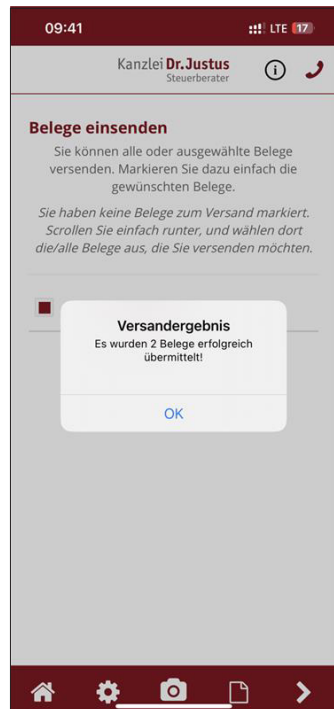 09:41
LTE 17
Kanzlei Dr. Justus
Steuerberater
Belege einsenden
Sie können alle oder ausgewählte Belege
versenden. Markieren Sie dazu einfach die
gewünschten Belege.
Sie haben keine Belege zum Versand markiert.
Scrollen Sie einfach runter, und wählen dort
die/alle Belege aus, die Sie versenden möchten.
Versandergebnis
Es wurden 2 Belege erfolgreich
übermittelt!
OK